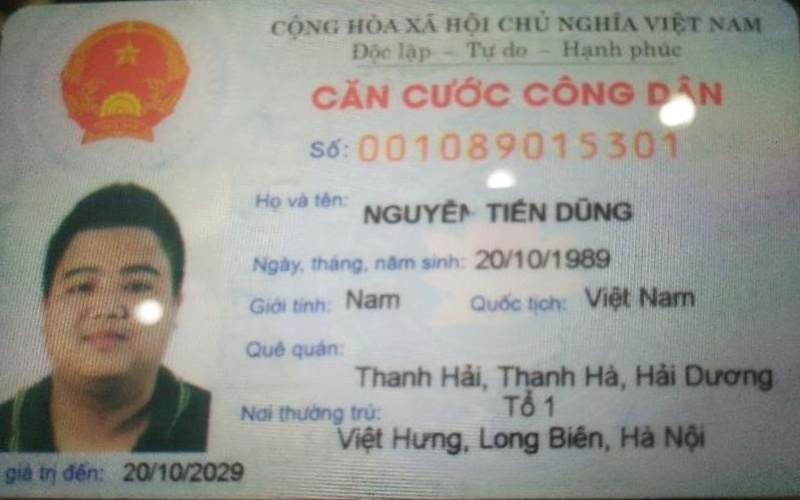 CỘNG HÒA XÃ HỘI CHỦ NGHĨA VIỆT NAM
Độc lập - Tự do - Hạnh phúc
CĂN CƯỚC CÔNG DÂN
Số: 001089015301
Họ và tên: NGUYỄN TIẾN DŨNG
Ngày, tháng, năm sinh: 20/10/1989
Giới tính: Nam Quốc tịch: Việt Nam
Quê quán:
Thanh Hải, Thanh Hà, Hải Dương
Nơi thường trú: Tổ 1
Việt Hưng, Long Biên, Hà Nội
giá trị đến: 20/10/2029